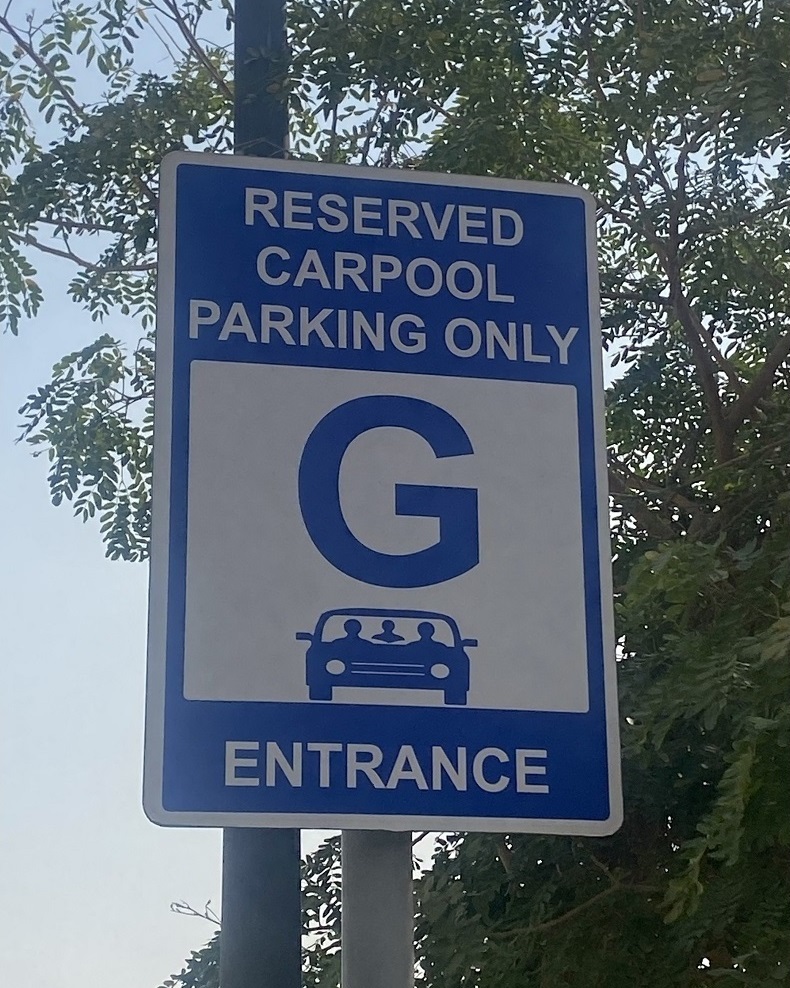 RESERVED
CARPOOL
PARKING ONLY
G
ENTRANCE